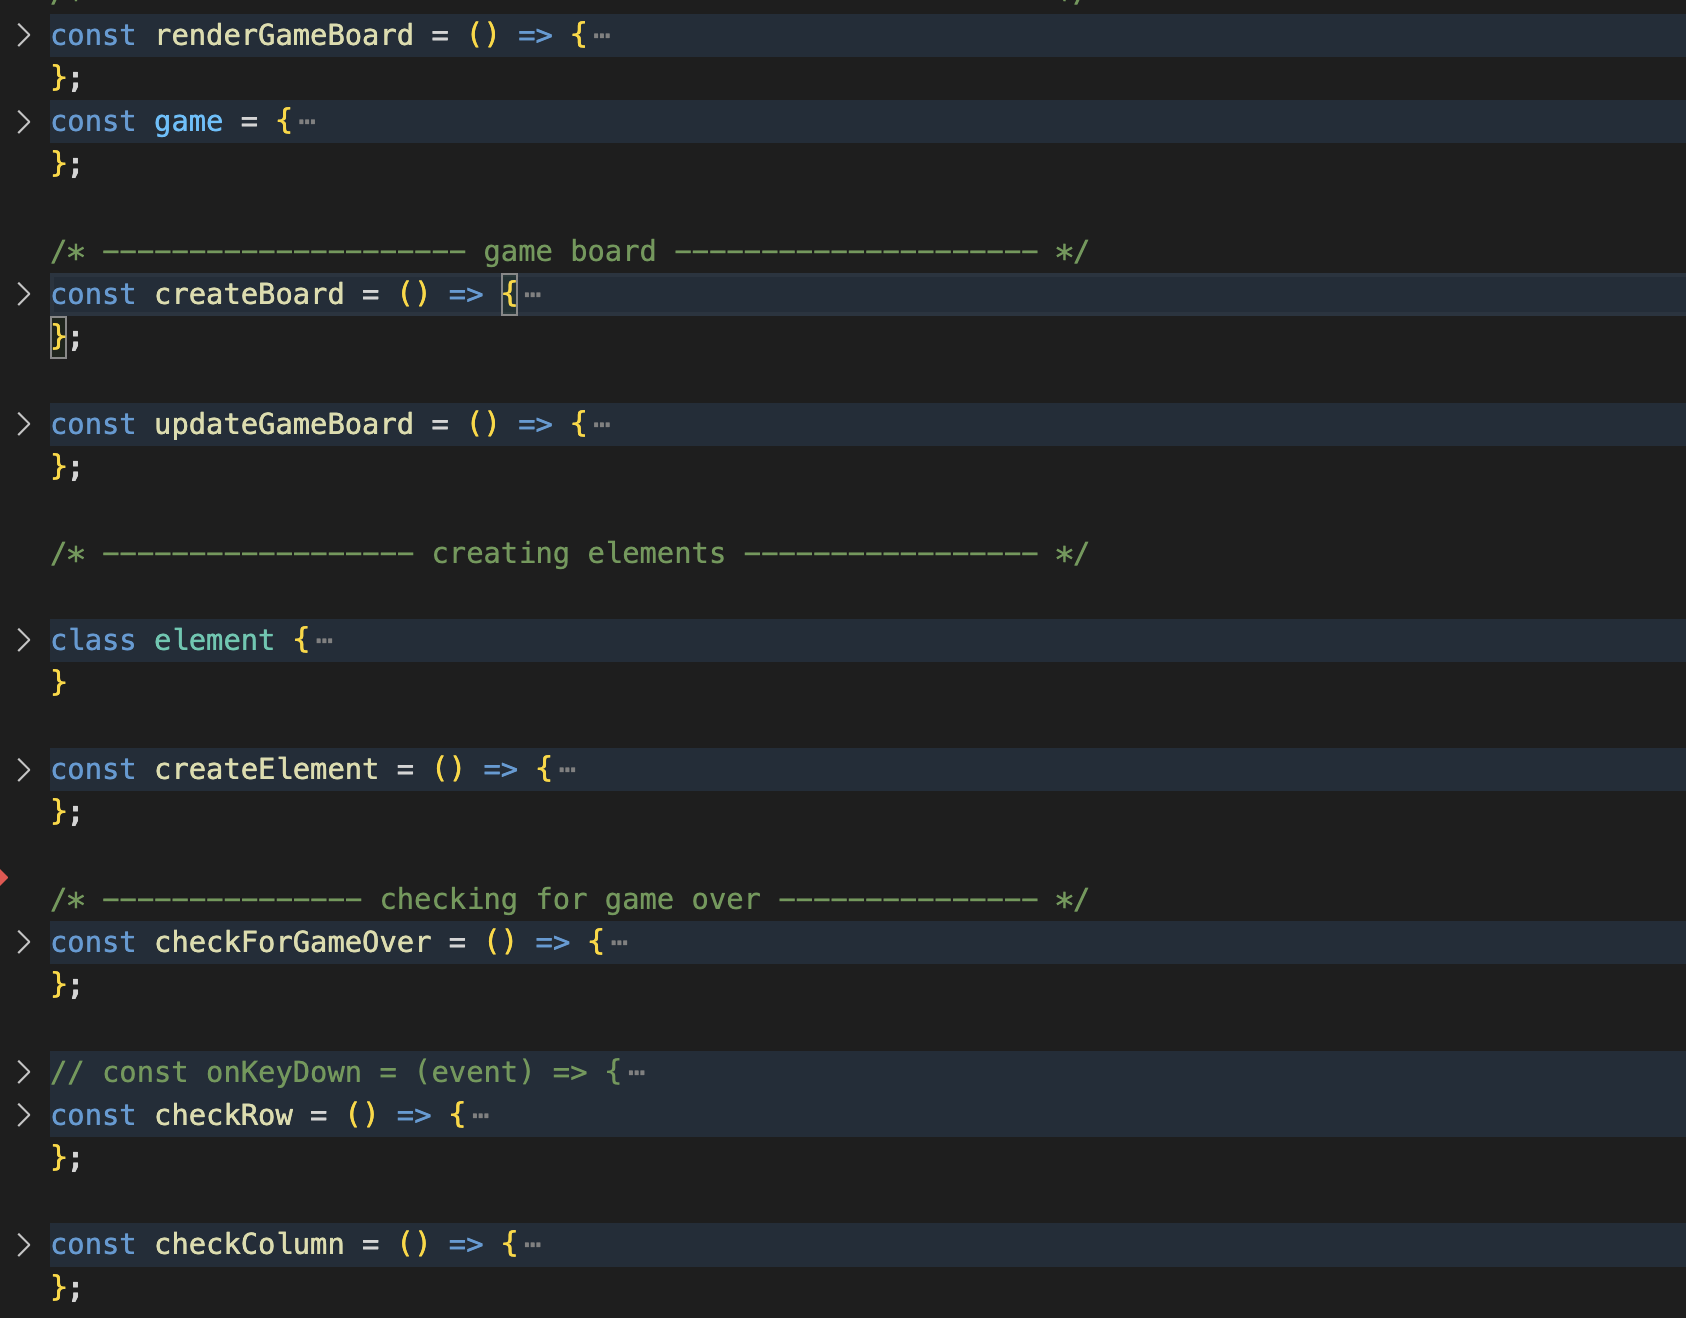 const renderGameBoard = () => {⋯
};
const game = {⋯
};
/* --------------------- game board --------------------- */
const createBoard = () => {⋯
};
const updateGameBoard = () => {⋯
};
/* ------------------ creating elements ----------------- */
class element {⋯
}
const createElement = () => {⋯
};
/* --------------- checking for game over --------------- */
const checkForGameOver = () => {⋯
};
// const onKeyDown = (event) => {⋯
const checkRow = () => {⋯
};
const checkColumn = () => {⋯
};